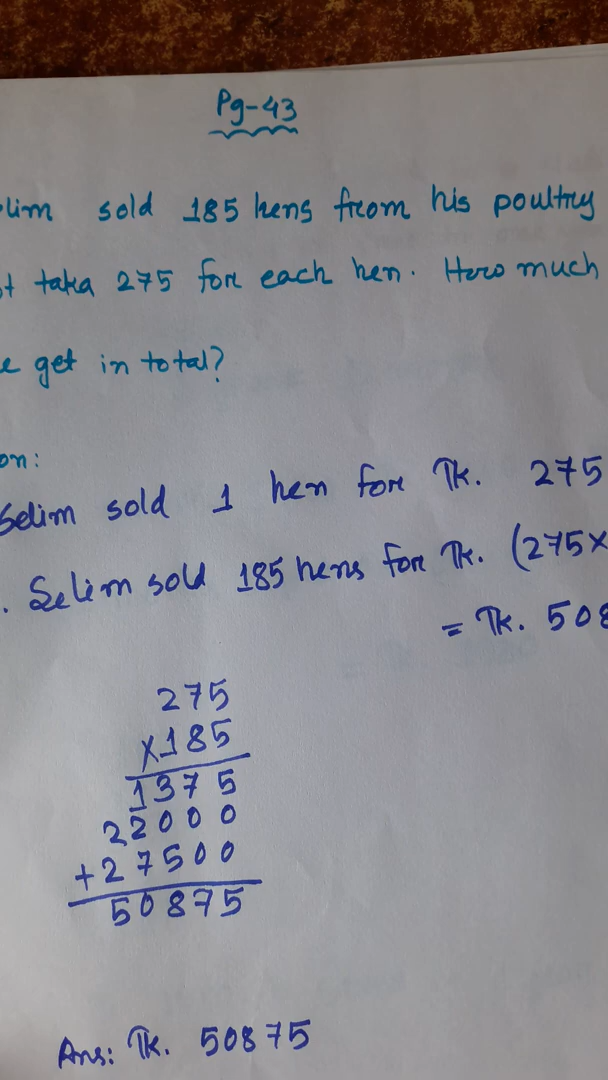 Pg-43
elim sold 185 hens from his poultry
t taka 275 for each hen. How much
e get in total?
on:
Selim sold 1 hen for Tk. 275
. Selim sold 185 hens for Tk. (275×
= Tk. 508
275
×185
1375
22000
+27500
50875
Ans: Tk. 50875